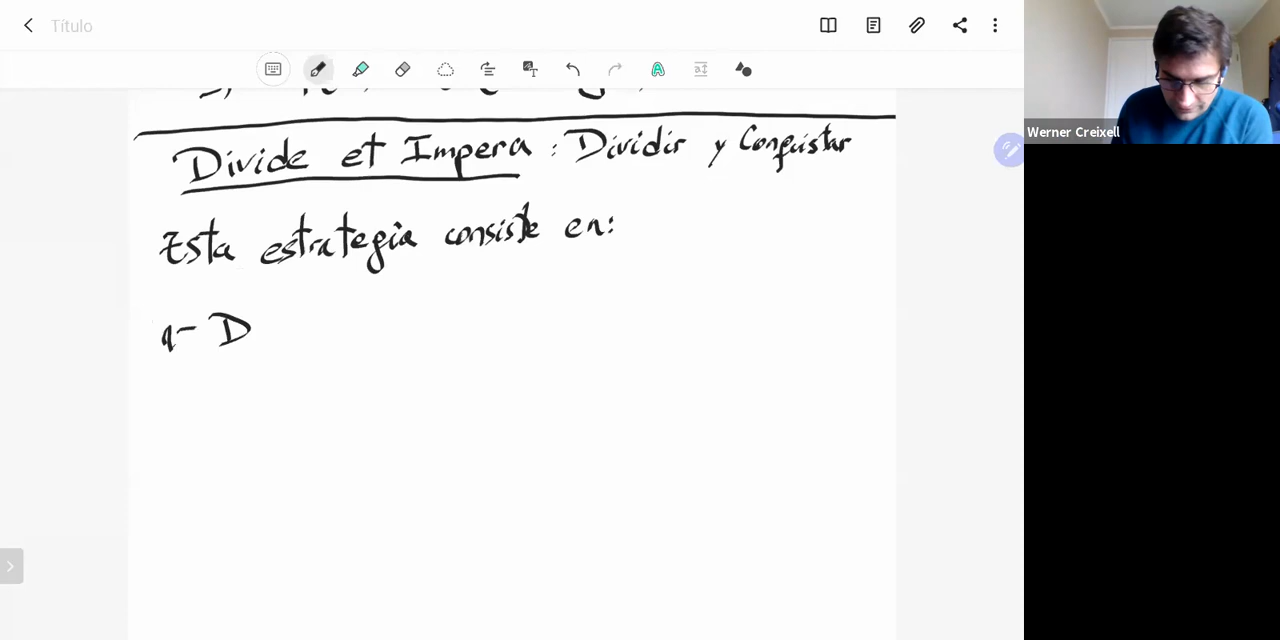 Título
Werner Creixell
Divide et Impera : Dividir y Conquistar
Esta estrategia consiste en:
1- D